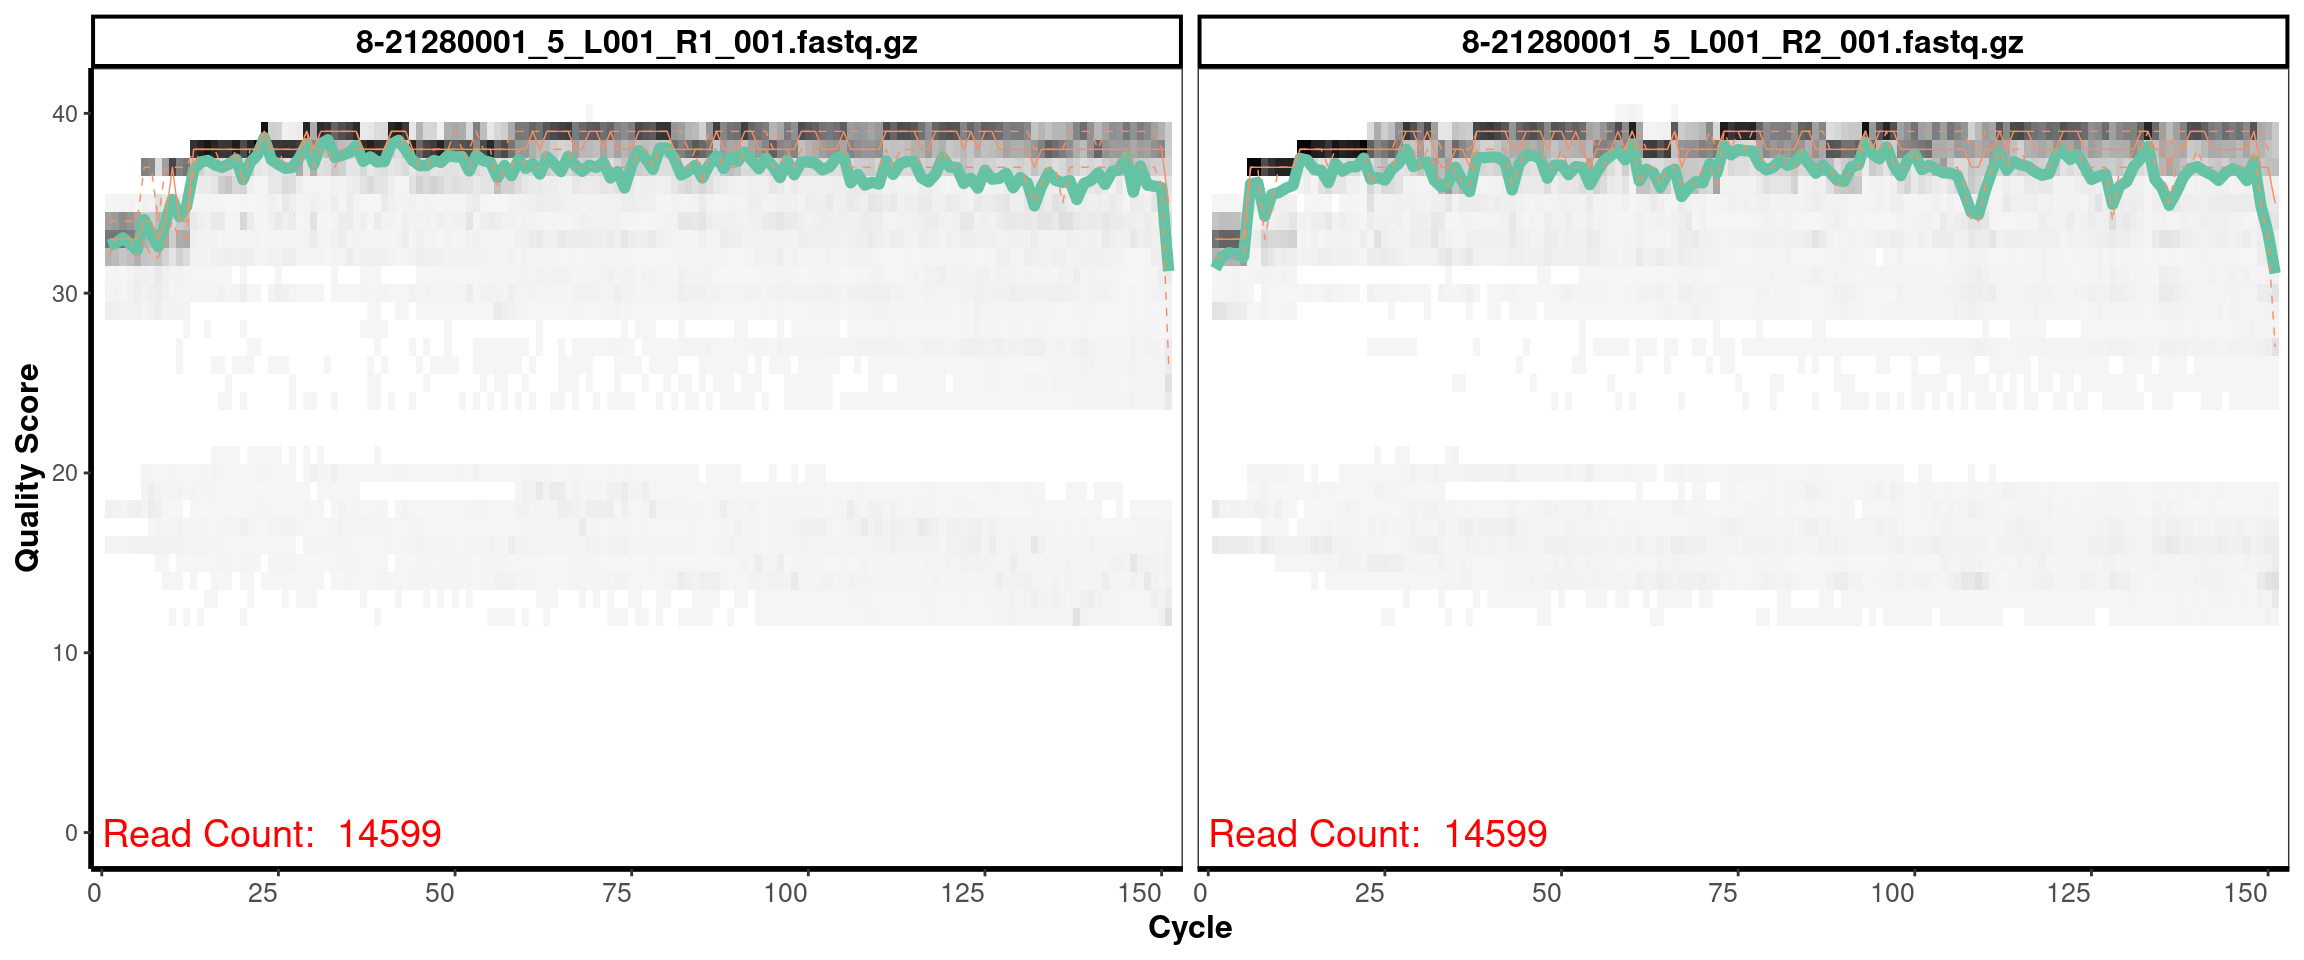 8-21280001_5_L001_R1_001.fastq.gz
8-21280001_5_L001_R2_001.fastq.gz
40
30
20
10
0
Quality Score
Read Count:  14599
Read Count:  14599
0 25 50 75 100 125 150
0 25 50 75 100 125 150
Cycle